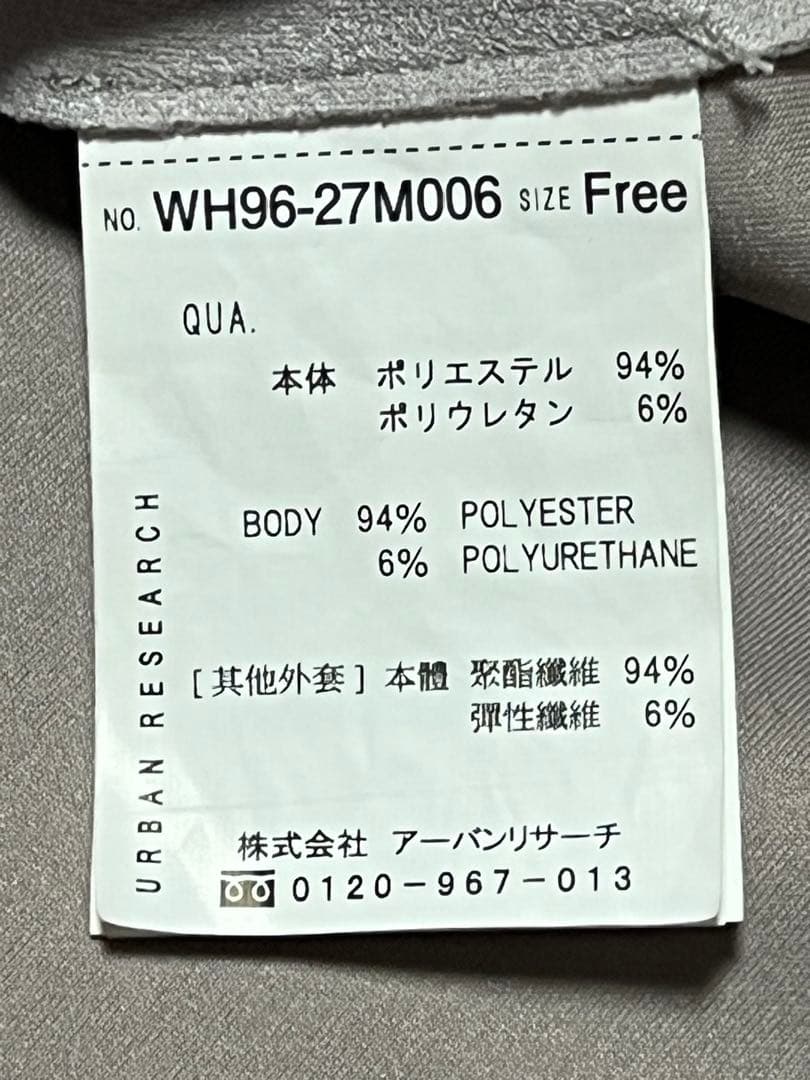 NO. WH96-27M006 SIZE Free
QUA.
本体 ポリエステル 94%
ポリウレタン 6%
BODY 94% POLYESTER
6% POLYURETHANE
[其他外套] 本體 聚酯纖維 94%
彈性纖維 6%
URBAN RESEARCH
株式会社 アーバンリサーチ
0120-967-013